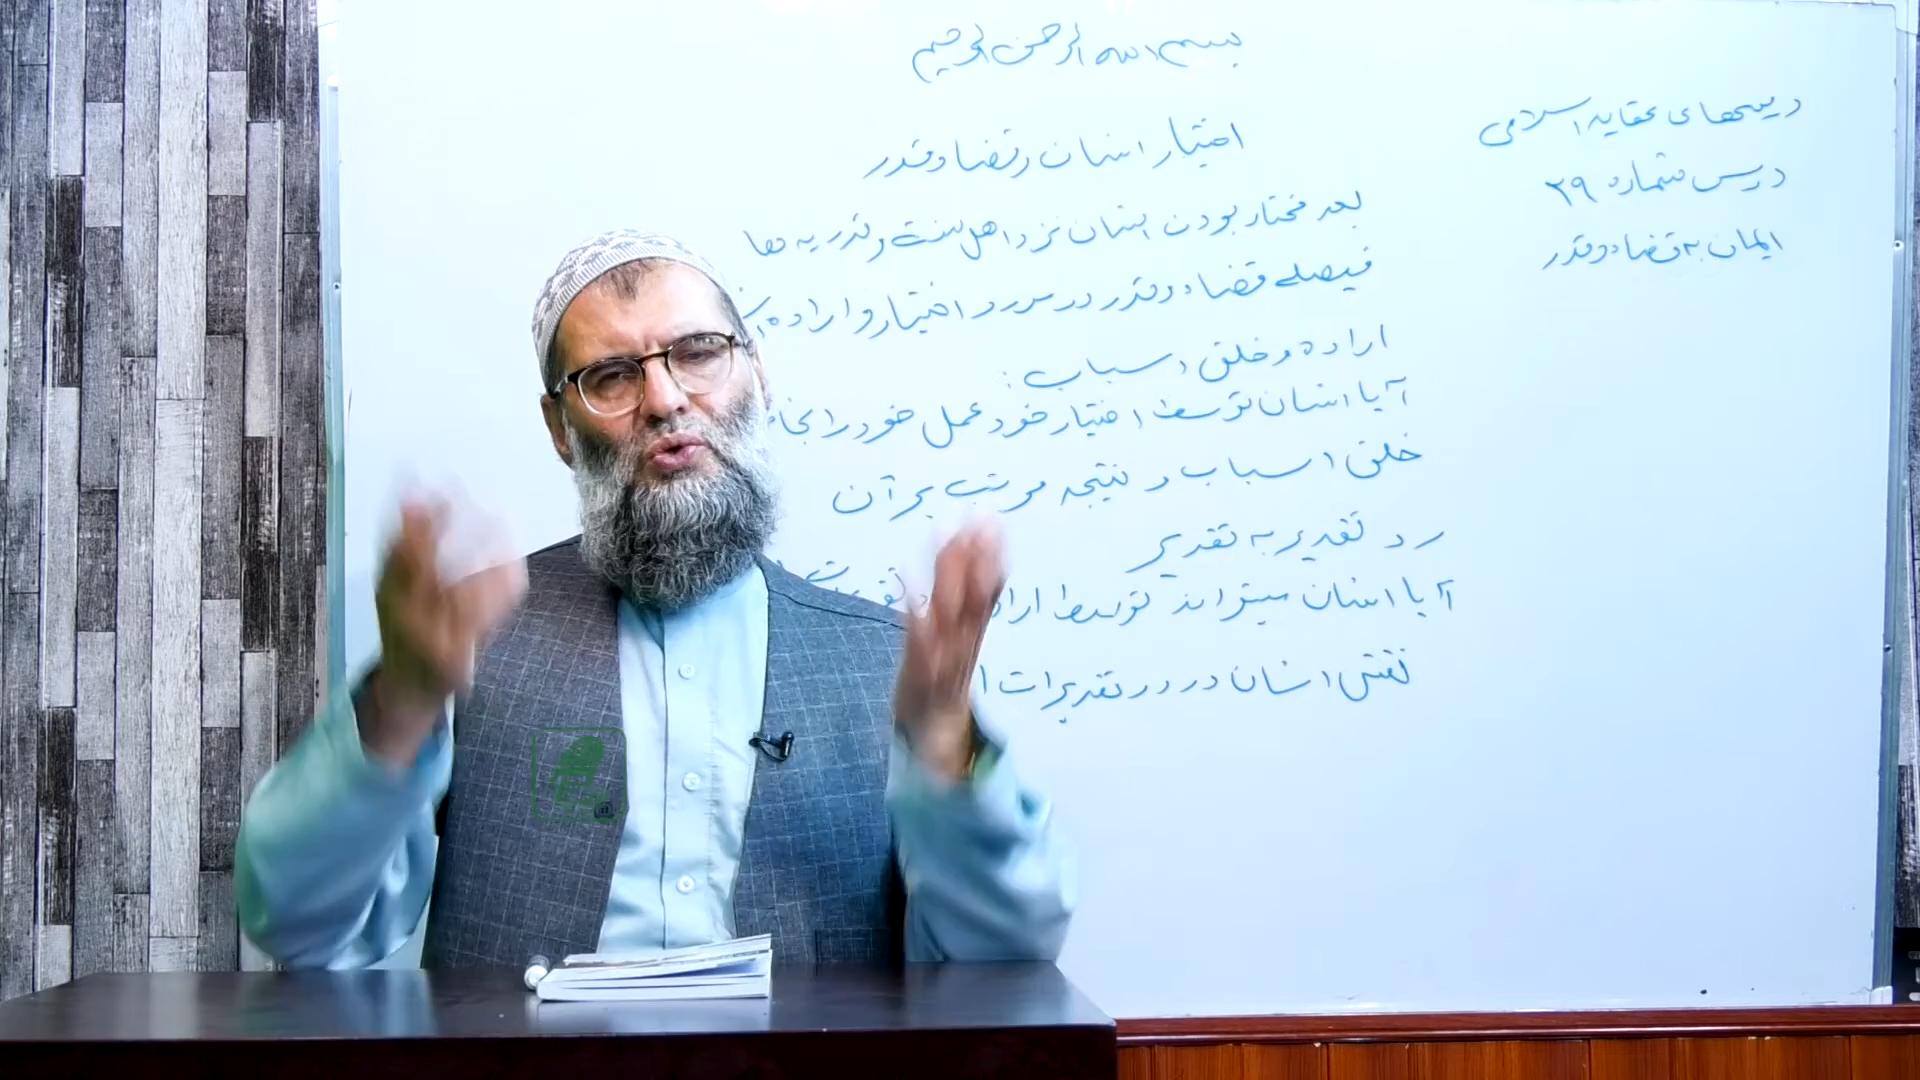 بسم الله الرحمن الرحیم
درسهای عقاید اسلامی
درس شماره ۲۹
ایمان به قضاء و قدر
اختیار انسان و قضا و قدر
بعد مختار بودن انسان نزد اهل سنت و قدریه ها
فیصله قضاء و قدر در مورد اختیار و اراده
اراده و خلق اسباب:
آیا انسان توسط اختیار خود عمل خود را انجام
خلق اسباب و نتیجه مرتب بر آن
رد تقدیر به تقدیر
آیا انسان میتواند توسط
نقش انسان در رد تقدیرات